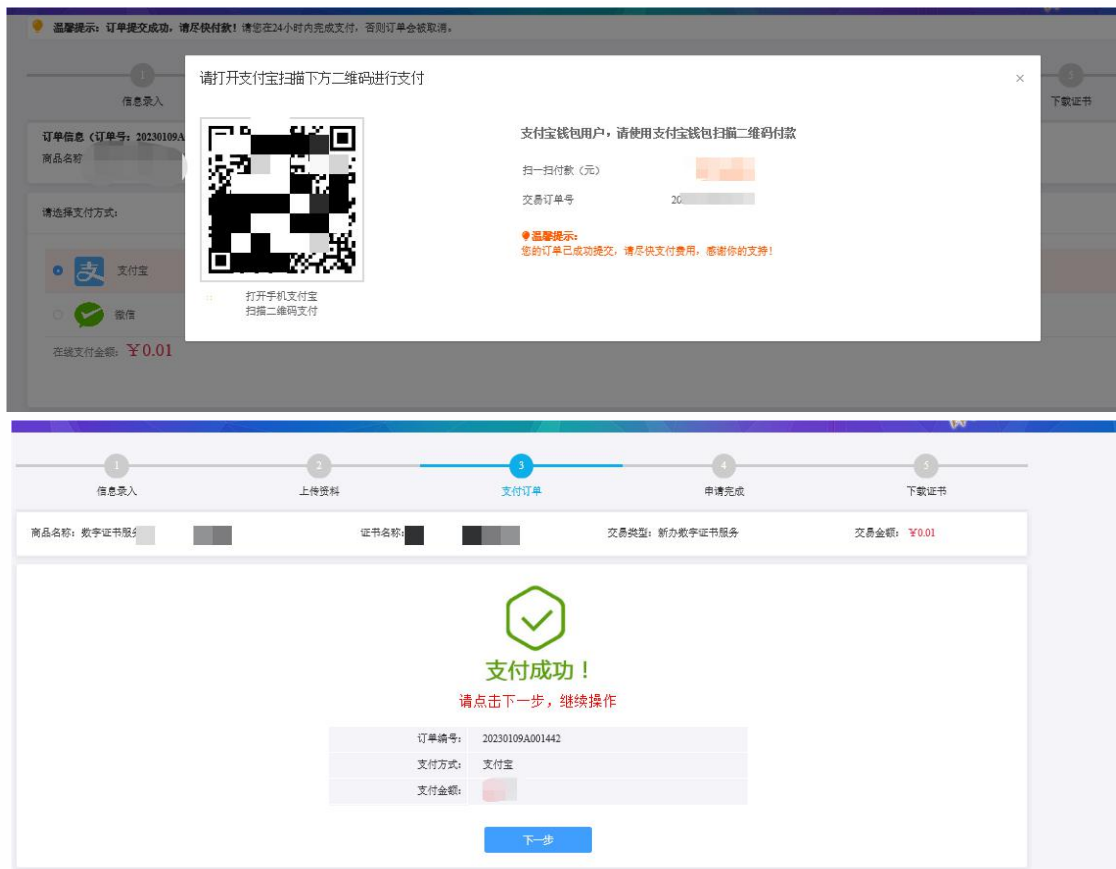 温馨提示：订单提交成功，请尽快付款！请您在24小时内完成支付，否则订单会被取消。
请打开支付宝扫描下方二维码进行支付
×
1
信息录入
5
下载证书
订单信息（订单号：20230109A
商品名称
支付宝钱包用户，请使用支付宝钱包扫描二维码付款
扫一扫付款（元）
交易订单号 20
温馨提示：
您的订单已成功提交，请尽快支付费用，感谢你的支持！
打开手机支付宝
扫描二维码支付
请选择支付方式：
支 支付宝
微信
在线支付金额：￥0.01
1 2 3 4 5
信息录入 上传资料 支付订单 申请完成 下载证书
商品名称：数字证书服务 证书名称： 交易类型：新办数字证书服务 交易金额：￥0.01
支付成功！
请点击下一步，继续操作
订单编号： 20230109A001442
支付方式： 支付宝
支付金额：
下一步